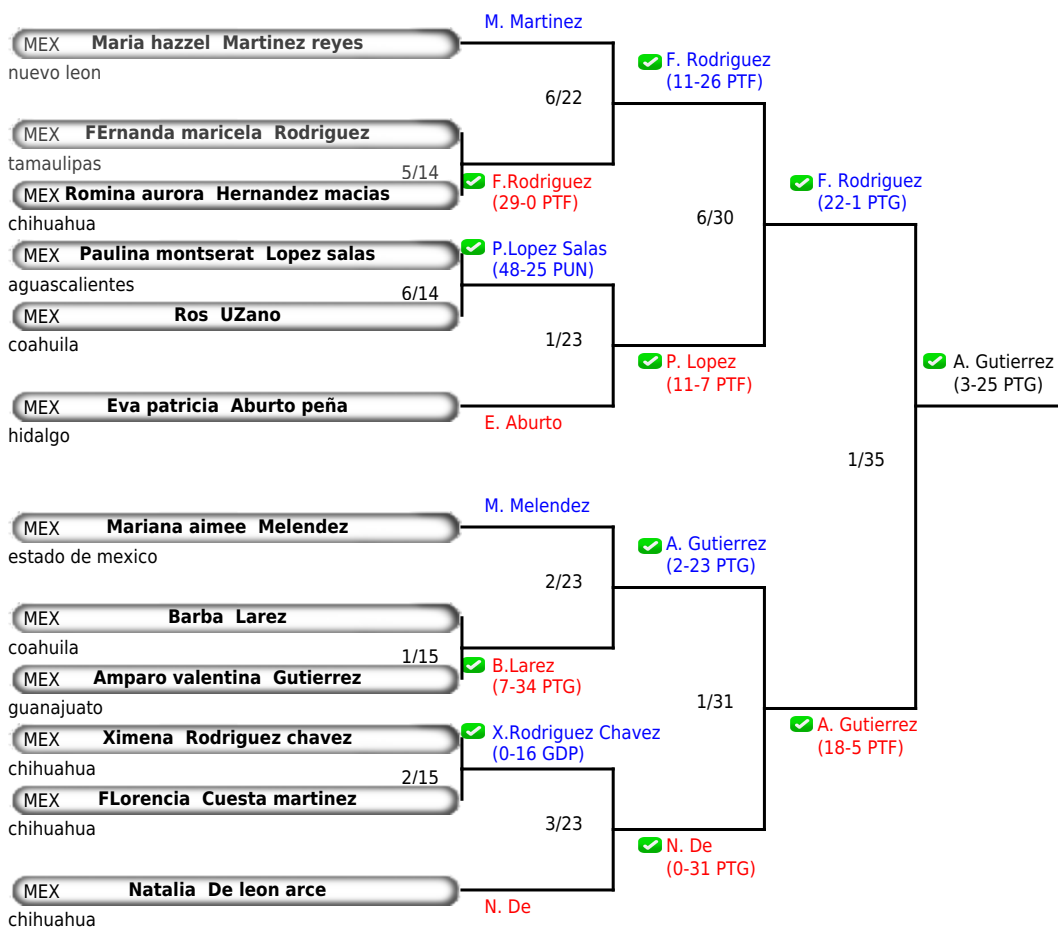 M. Martinez
MEX Maria hazzel Martinez reyes
nuevo leon
F. Rodriguez
(11-26 PTF)
6/22
MEX FErnanda maricela Rodriguez
tamaulipas
5/14
F.Rodriguez
(29-0 PTF)
MEX Romina aurora Hernandez macias
chihuahua
F. Rodriguez
(22-1 PTG)
6/30
MEX Paulina montserat Lopez salas
aguascalientes
P.Lopez Salas
(48-25 PUN)
6/14
MEX Ros UZano
coahuila
1/23
P. Lopez
(11-7 PTF)
A. Gutierrez
(3-25 PTG)
MEX Eva patricia Aburto peña
hidalgo
E. Aburto
1/35
M. Melendez
MEX Mariana aimee Melendez
estado de mexico
A. Gutierrez
(2-23 PTG)
2/23
MEX Barba Larez
coahuila
1/15
B.Larez
(7-34 PTG)
MEX Amparo valentina Gutierrez
guanajuato
1/31
A. Gutierrez
(18-5 PTF)
MEX Ximena Rodriguez chavez
chihuahua
X.Rodriguez Chavez
(0-16 GDP)
2/15
MEX FLorencia Cuesta martinez
chihuahua
3/23
N. De
(0-31 PTG)
MEX Natalia De leon arce
chihuahua
N. De